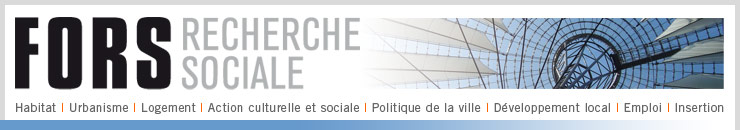 FORS RECHERCHE
SOCIALE
Habitat | Urbanisme | Logement | Action culturelle et sociale | Politique de la ville | Développement local | Emploi | Insertion